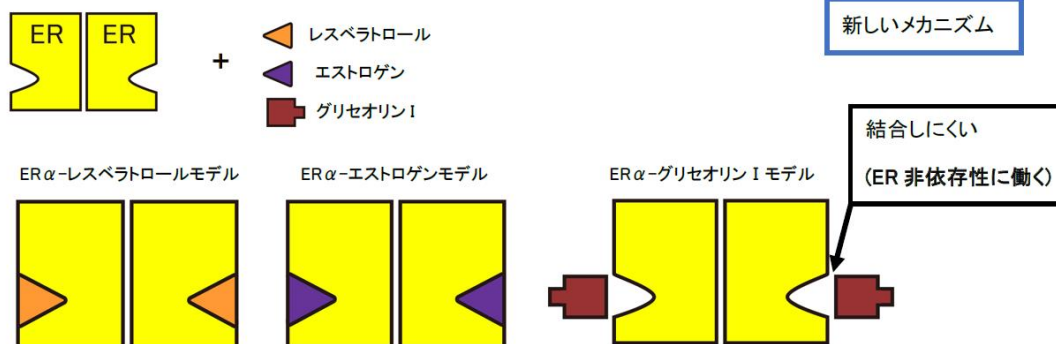 ER ER
+
レスベラトロール
エストロゲン
グリセオリン I
新しいメカニズム
結合しにくい
(ER 非依存性に働く)
ERα-レスベラトロールモデル
ERα-エストロゲンモデル
ERα-グリセオリン I モデル